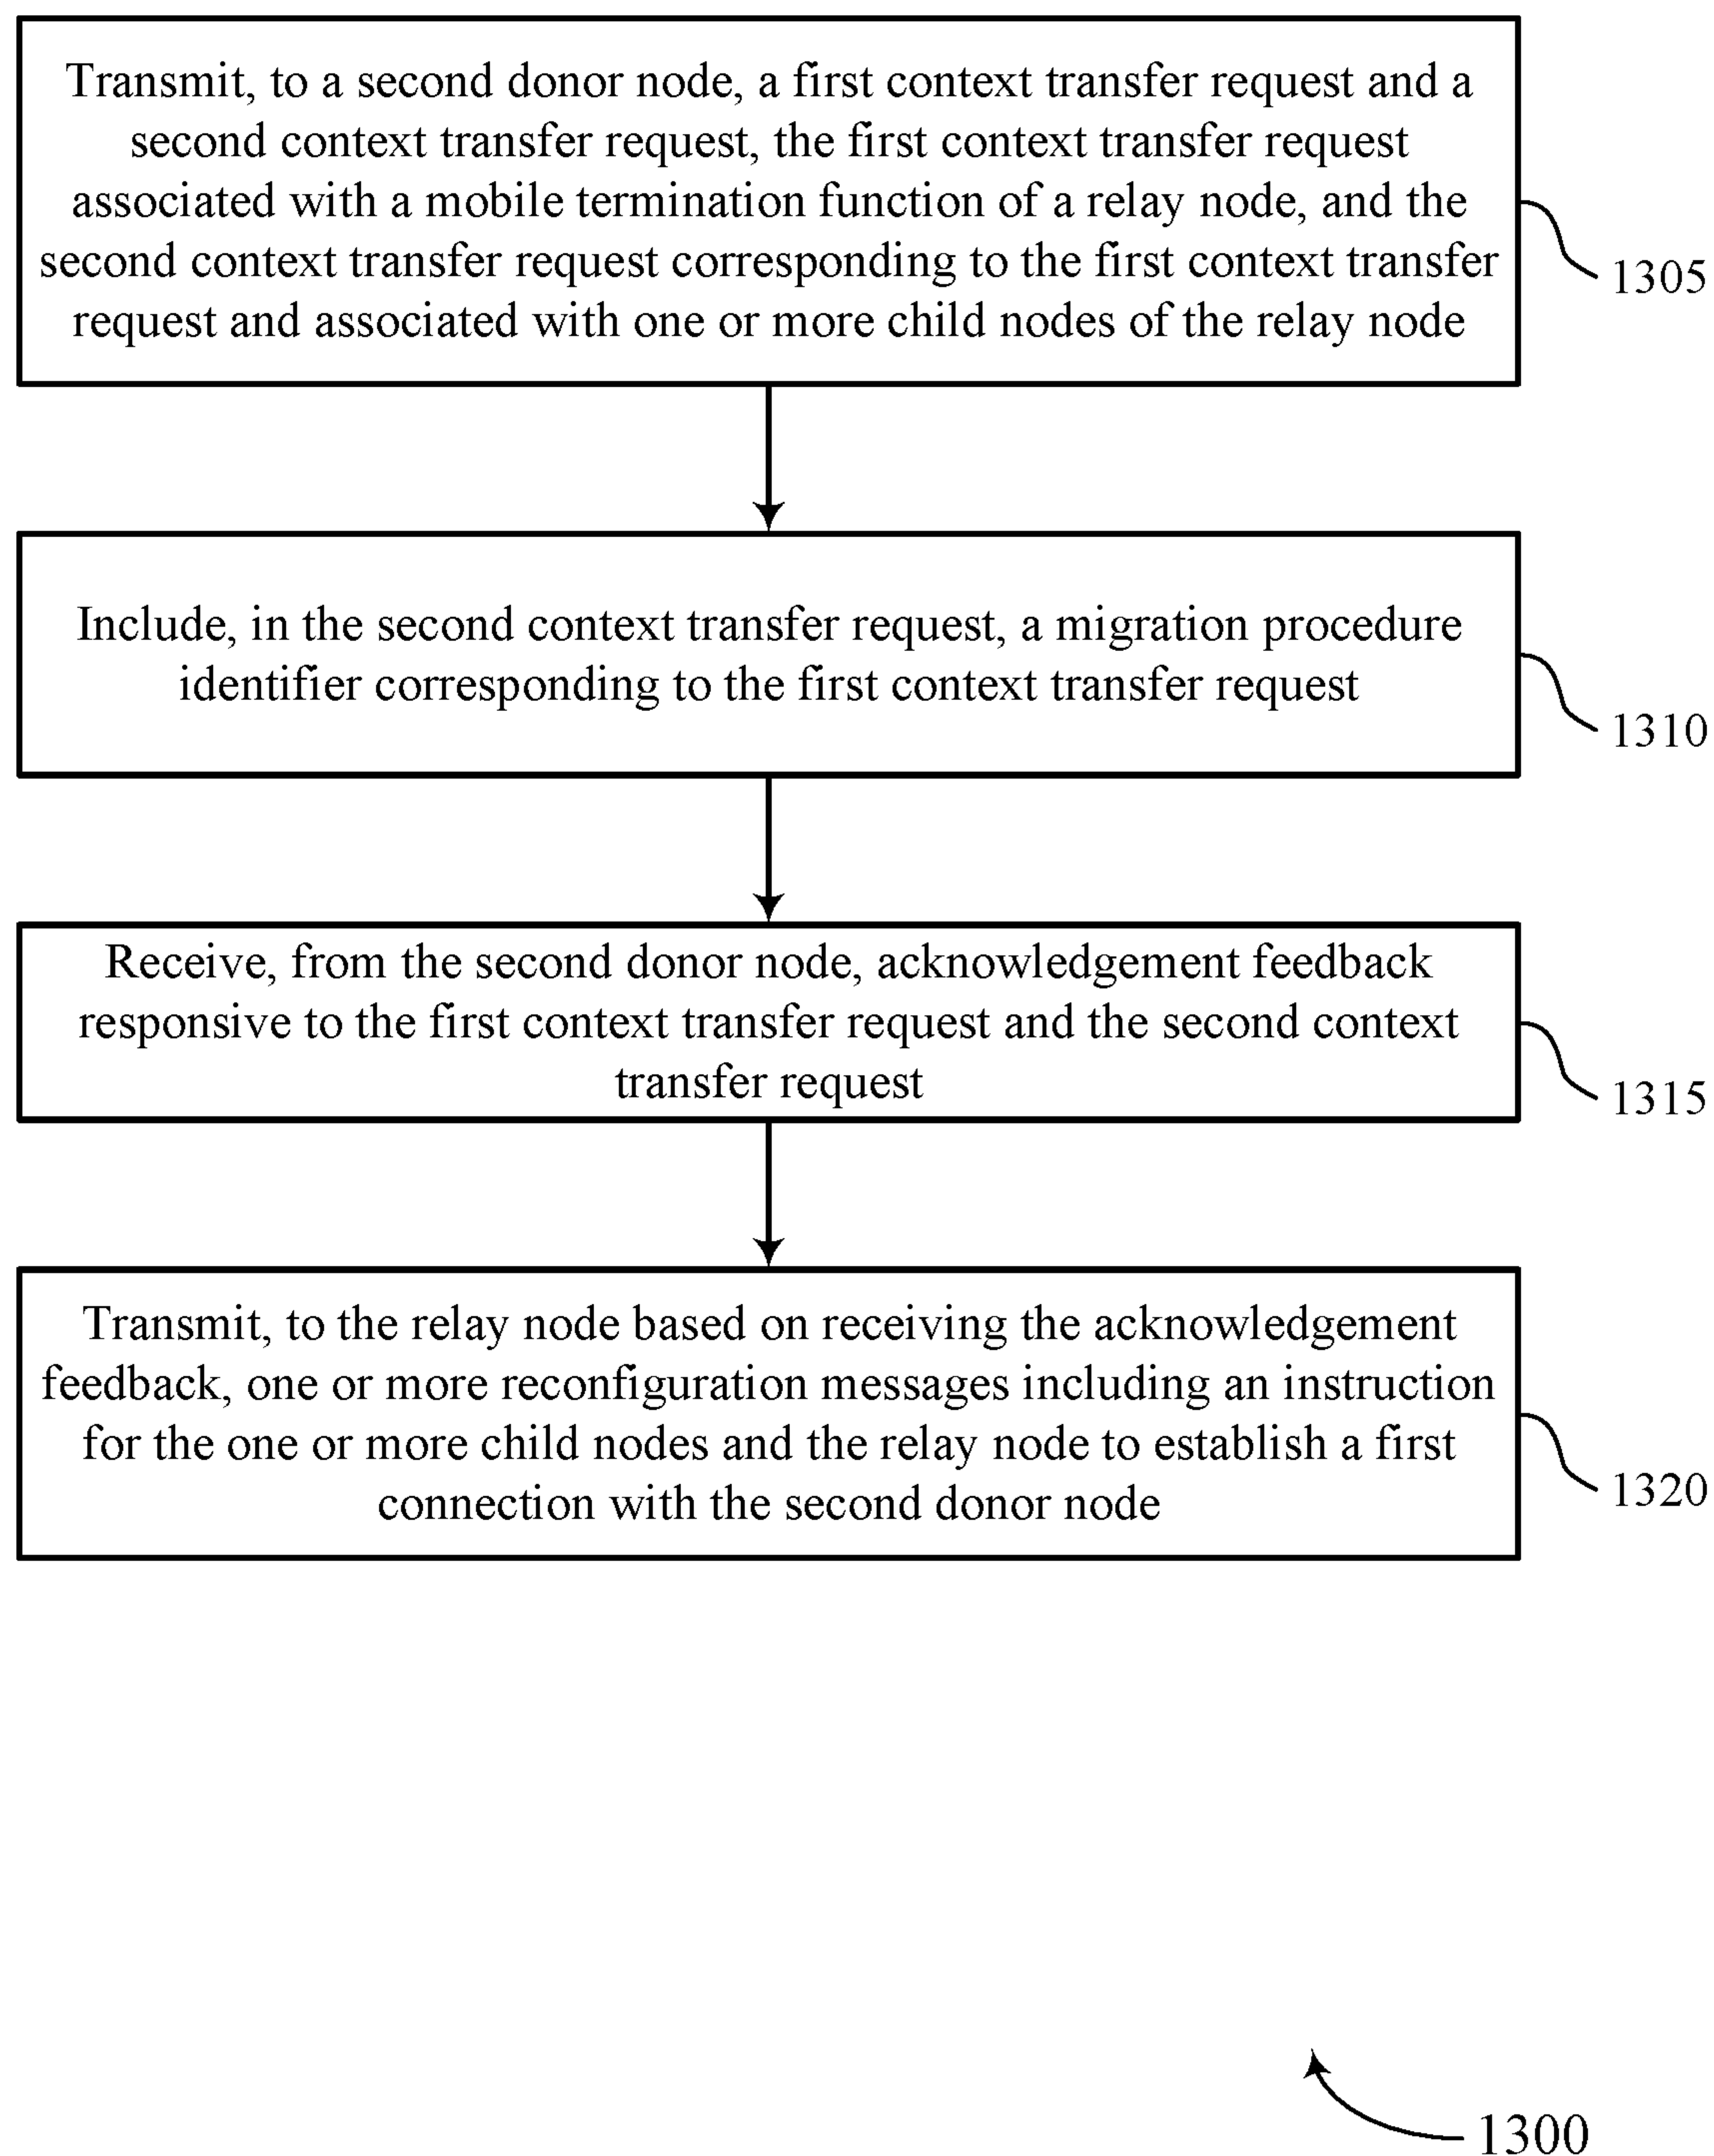 Transmit, to a second donor node, a first context transfer request and a
second context transfer request, the first context transfer request
associated with a mobile termination function of a relay node, and the
second context transfer request corresponding to the first context transfer
request and associated with one or more child nodes of the relay node
1305
Include, in the second context transfer request, a migration procedure
identifier corresponding to the first context transfer request
1310
Receive, from the second donor node, acknowledgement feedback
responsive to the first context transfer request and the second context
transfer request
1315
Transmit, to the relay node based on receiving the acknowledgement
feedback, one or more reconfiguration messages including an instruction
for the one or more child nodes and the relay node to establish a first
connection with the second donor node
1320
1300